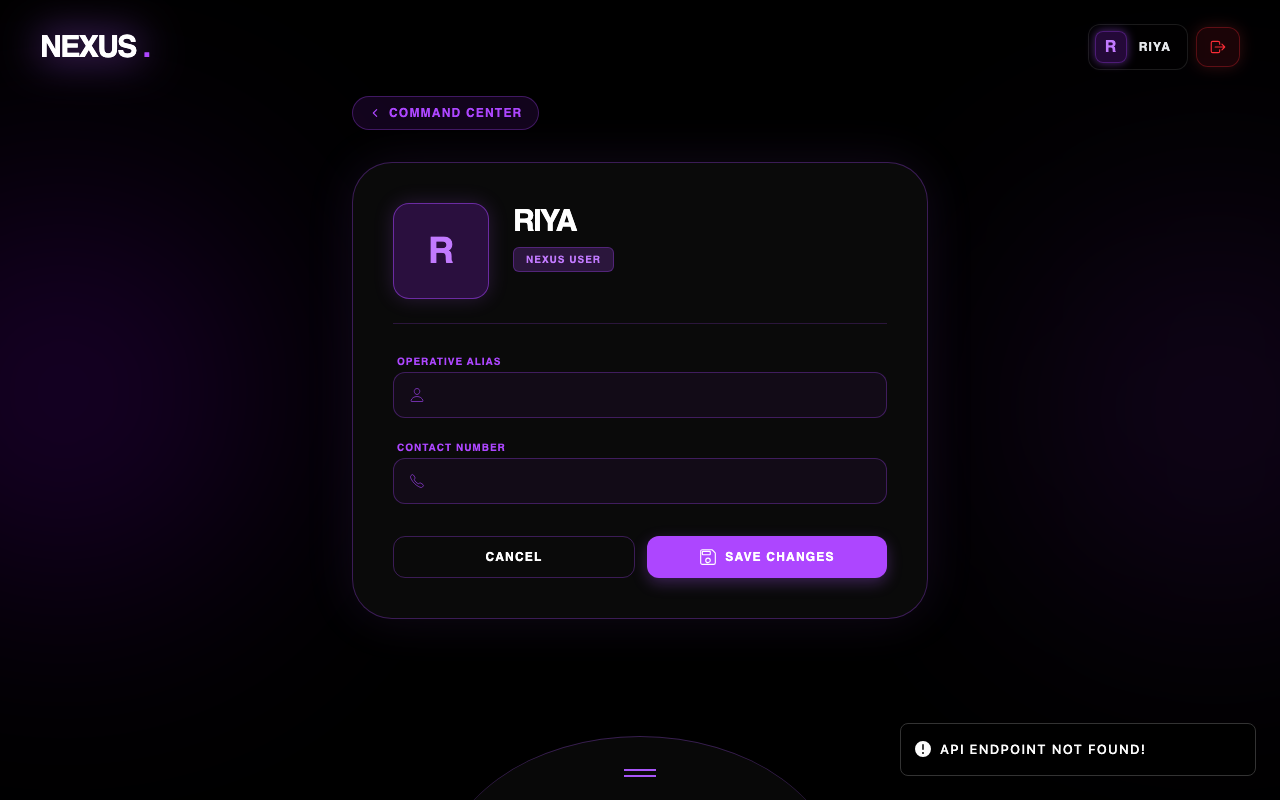 NEXUS .
R RIYA
COMMAND CENTER
R
RIYA
NEXUS USER
OPERATIVE ALIAS
CONTACT NUMBER
CANCEL
SAVE CHANGES
API ENDPOINT NOT FOUND!